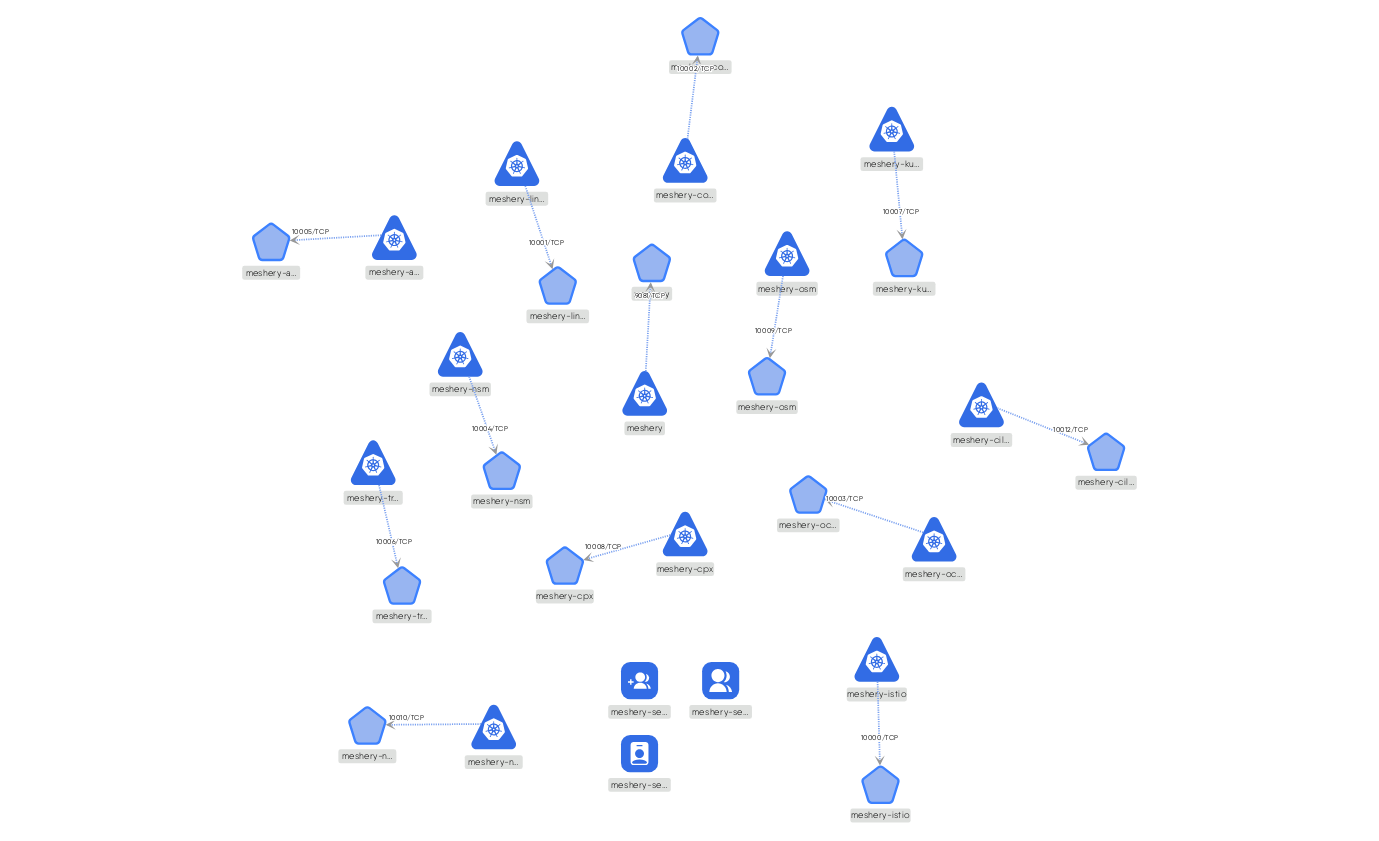 10002/TCP
meshery-ku...
meshery-lin...
meshery-co...
10007/TCP
10005/TCP
10001/TCP
meshery-a...
meshery-a...
meshery-osm
meshery-ku...
9081/TCP
meshery-lin...
10009/TCP
meshery-nsm
meshery-osm
10004/TCP
meshery
10012/TCP
meshery-cil...
meshery-cil...
meshery-tr...
meshery-nsm
10003/TCP
meshery-oc...
10006/TCP
10008/TCP
meshery-cpx
meshery-oc...
meshery-cpx
meshery-tr...
meshery-istio
meshery-se...
meshery-se...
10010/TCP
10000/TCP
meshery-n...
meshery-n...
meshery-se...
meshery-istio